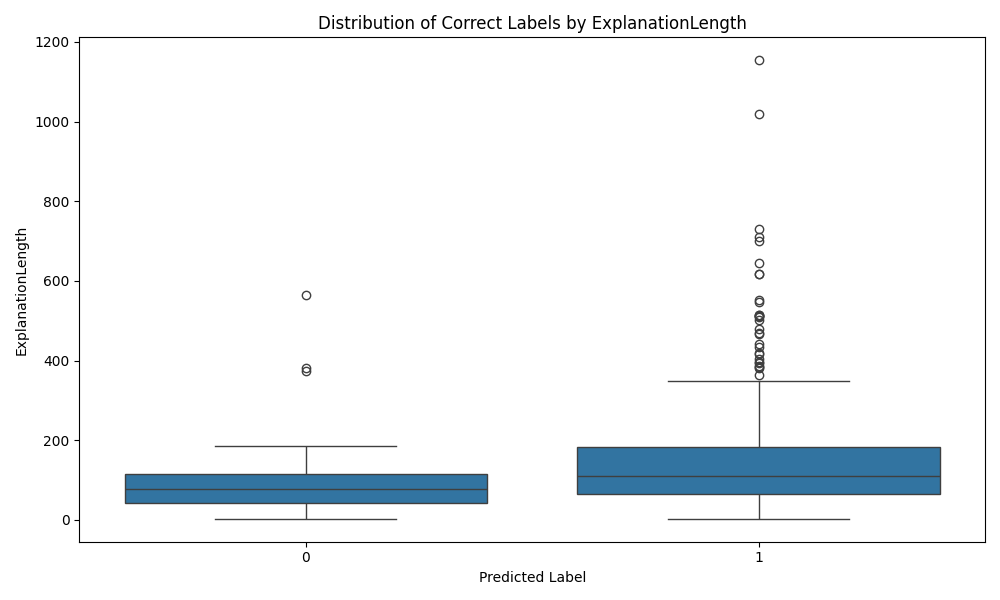 Distribution of Correct Labels by ExplanationLength
1200
1000
800
600
400
200
0
ExplanationLength
0 1
Predicted Label